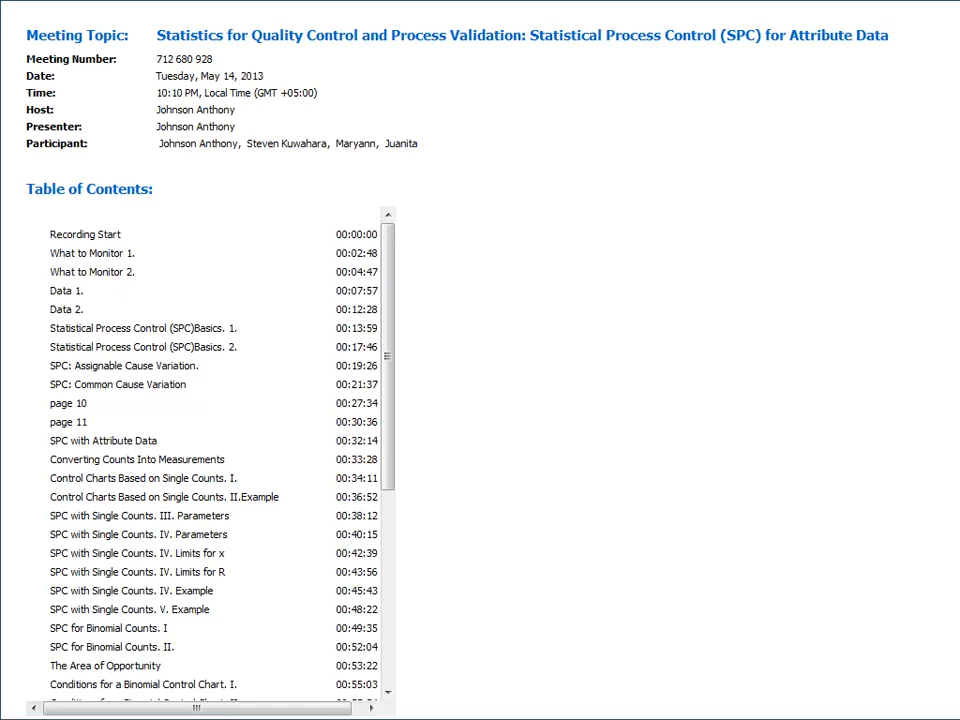 Meeting Topic: Statistics for Quality Control and Process Validation: Statistical Process Control (SPC) for Attribute Data
Meeting Number: 712 680 928
Date: Tuesday, May 14, 2013
Time: 10:10 PM, Local Time (GMT +05:00)
Host: Johnson Anthony
Presenter: Johnson Anthony
Participant: Johnson Anthony, Steven Kuwahara, Maryann, Juanita
Table of Contents:
Recording Start 00:00:00
What to Monitor 1. 00:02:48
What to Monitor 2. 00:04:47
Data 1. 00:07:57
Data 2. 00:12:28
Statistical Process Control (SPC)Basics. 1. 00:13:59
Statistical Process Control (SPC)Basics. 2. 00:17:46
SPC: Assignable Cause Variation. 00:19:26
SPC: Common Cause Variation 00:21:37
page 10 00:27:34
page 11 00:30:36
SPC with Attribute Data 00:32:14
Converting Counts Into Measurements 00:33:28
Control Charts Based on Single Counts. I. 00:34:11
Control Charts Based on Single Counts. II.Example 00:36:52
SPC with Single Counts. III. Parameters 00:38:12
SPC with Single Counts. IV. Parameters 00:40:15
SPC with Single Counts. IV. Limits for x 00:42:39
SPC with Single Counts. IV. Limits for R 00:43:56
SPC with Single Counts. IV. Example 00:45:43
SPC with Single Counts. V. Example 00:48:22
SPC for Binomial Counts. I 00:49:35
SPC for Binomial Counts. II. 00:52:04
The Area of Opportunity 00:53:22
Conditions for a Binomial Control Chart. I. 00:55:03